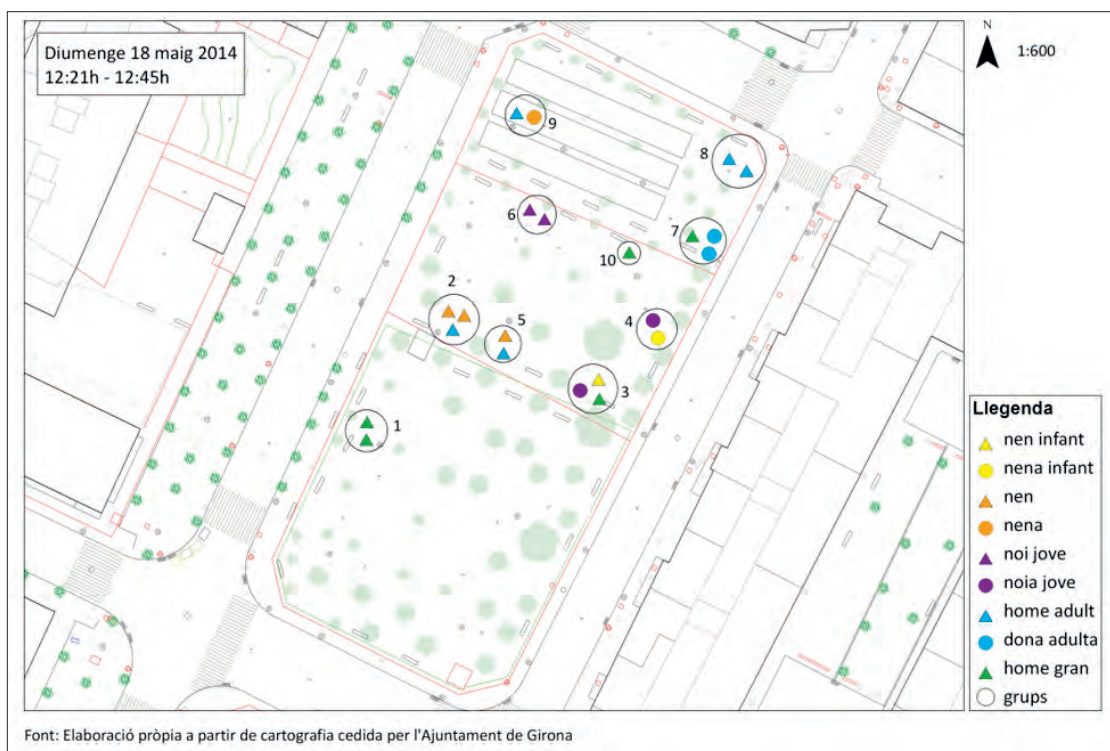 Diumenge 18 maig 2014
12:21h - 12:45h
N
1:600
9
8
6
7
10
2
5
4
3
1
Llegenda
nen infant
nena infant
nen
nena
noi jove
noia jove
home adult
dona adulta
home gran
grups
Font: Elaboració pròpia a partir de cartografia cedida per l'Ajuntament de Girona